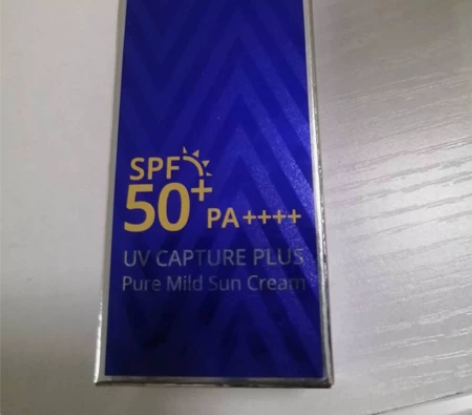 SPF
50+ PA++++
UV CAPTURE PLUS
Pure Mild Sun Cream